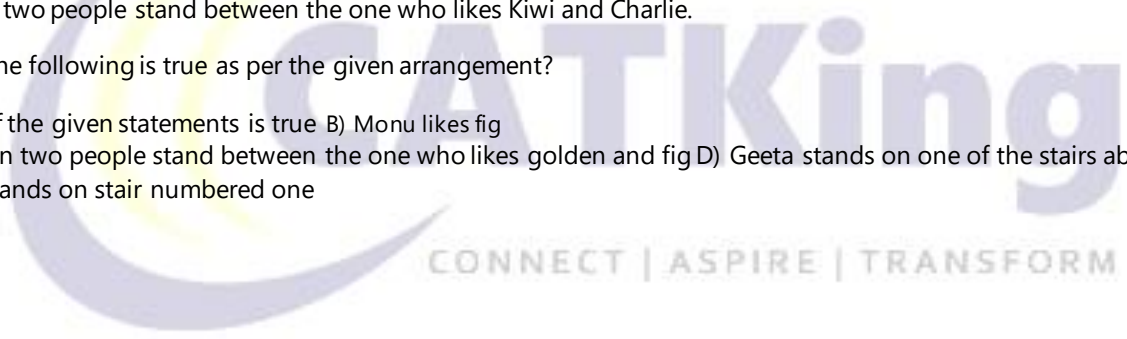 two people stand between the one who likes Kiwi and Charlie.
he following is true as per the given arrangement?
f the given statements is true B) Monu likes fig
n two people stand between the one who likes golden and fig D) Geeta stands on one of the stairs ab
ands on stair numbered one
CATKing
CONNECT | ASPIRE | TRANSFORM